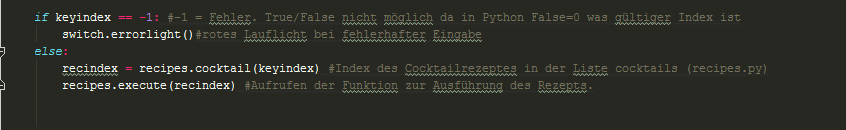 if keyindex == -1: #-1 = Fehler. True/False nicht möglich da in Python False=0 was gültiger Index ist
switch.errorlight()#rotes Lauflicht bei fehlerhafter Eingabe
else:
recindex = recipes.cocktail(keyindex) #Index des Cocktailrezeptes in der Liste cocktails (recipes.py)
recipes.execute(recindex) #Aufrufen der Funktion zur Ausführung des Rezepts.